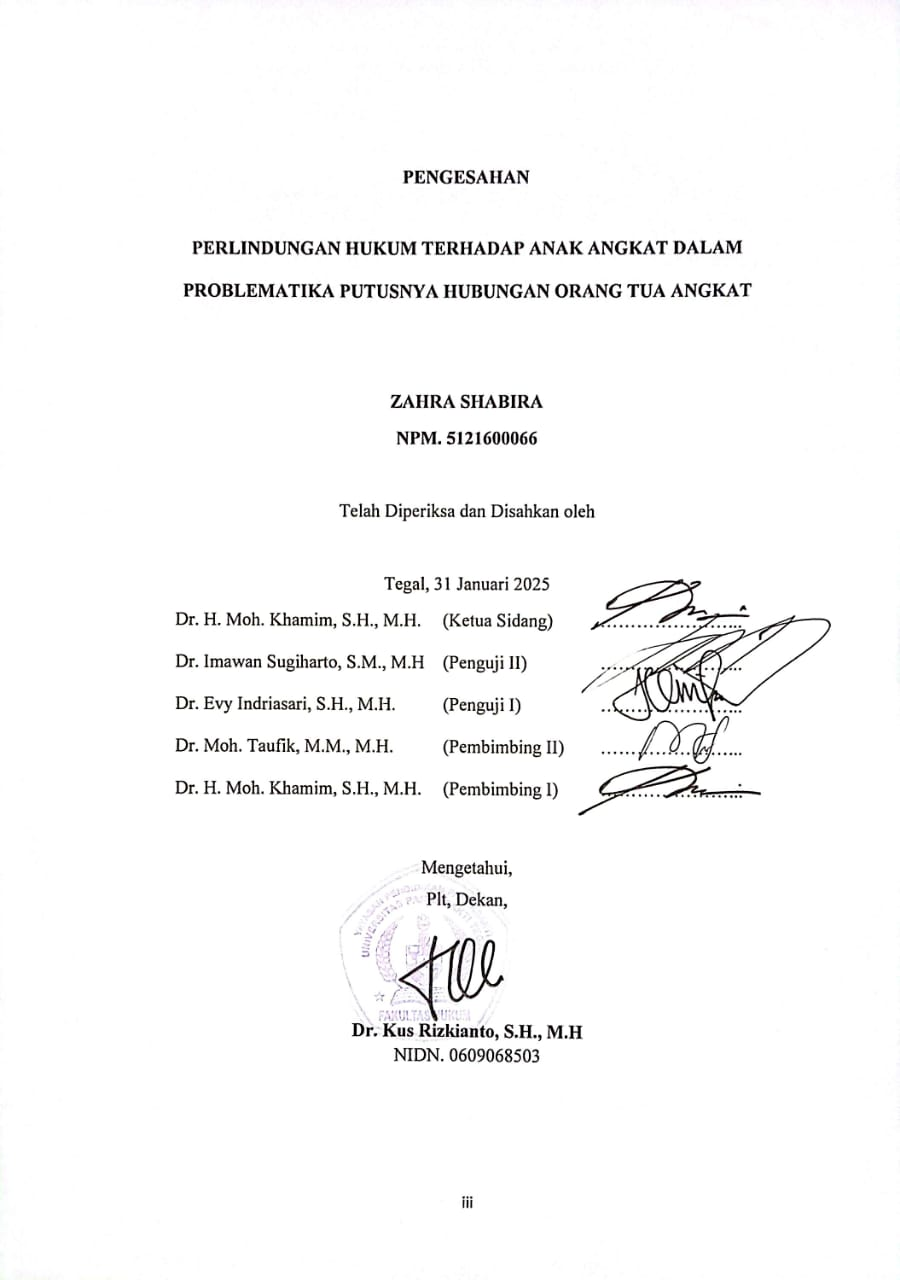 PENGESAHAN
PERLINDUNGAN HUKUM TERHADAP ANAK ANGKAT DALAM
PROBLEMATIKA PUTUSNYA HUBUNGAN ORANG TUA ANGKAT
ZAHRA SHABIRA
NPM. 5121600066
Telah Diperiksa dan Disahkan oleh
Tegal, 31 Januari 2025
Dr. H. Moh. Khamim, S.H., M.H. (Ketua Sidang)
Dr. Imawan Sugiharto, S.M., M.H (Penguji II)
Dr. Evy Indriasari, S.H., M.H. (Penguji I)
Dr. Moh. Taufik, M.M., M.H. (Pembimbing II)
Dr. H. Moh. Khamim, S.H., M.H. (Pembimbing I)
Mengetahui,
Plt, Dekan,
UNIVERSITAS
FAKULTAS HUKUM
Dr. Kus Rizkianto, S.H., M.H
NIDN. 0609068503
iii